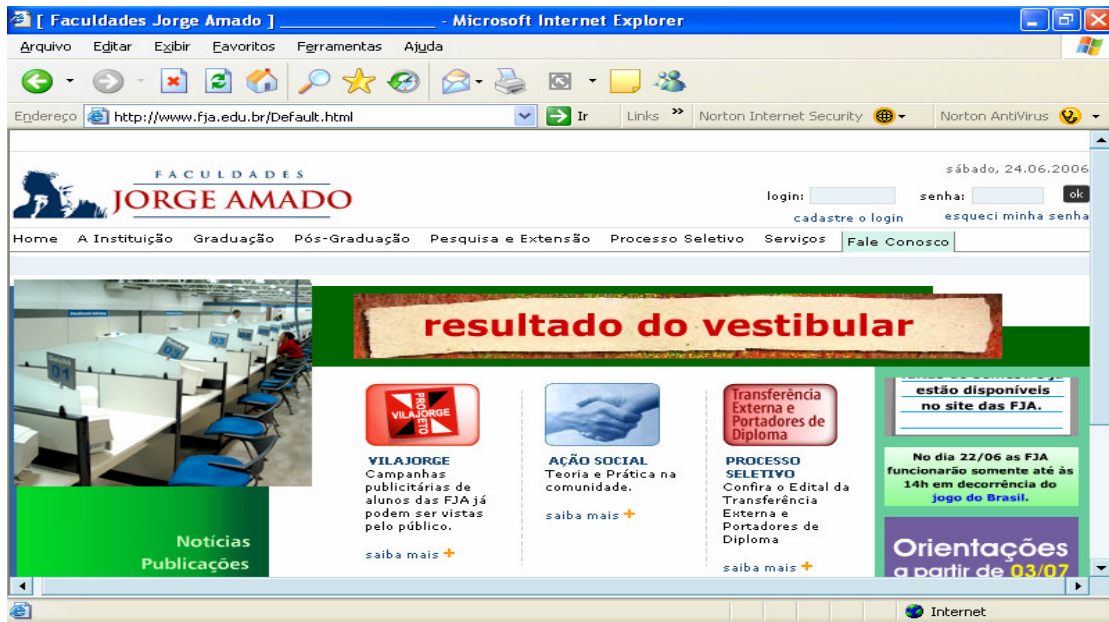 [ Faculdades Jorge Amado ] ____________________ - Microsoft Internet Explorer
Arquivo Editar Exibir Favoritos Ferramentas Ajuda
Endereço http://www.fja.edu.br/Default.html Ir Links » Norton Internet Security Norton AntiVirus
sábado, 24.06.2006
FACULDADES
JORGE AMADO
login: senha: ok
cadastre o login esqueci minha senha
Home A Instituição Graduação Pós-Graduação Pesquisa e Extensão Processo Seletivo Serviços Fale Conosco
resultado do vestibular
03
03
01
VILAJORGE
PROJETO
Transferência
Externa e
Portadores de
Diploma
VILAJORGE
Campanhas
publicitárias de
alunos das FJA já
podem ser vistas
pelo público.
saiba mais +
AÇÃO SOCIAL
Teoria e Prática na
comunidade.
saiba mais +
PROCESSO
SELETIVO
Confira o Edital da
Transferência
Externa e
Portadores de
Diploma
saiba mais +
estão disponíveis
no site das FJA.
No dia 22/06 as FJA
funcionarão somente até às
14h em decorrência do
jogo do Brasil.
Orientações
a partir de 03/07
Notícias
Publicações
Internet